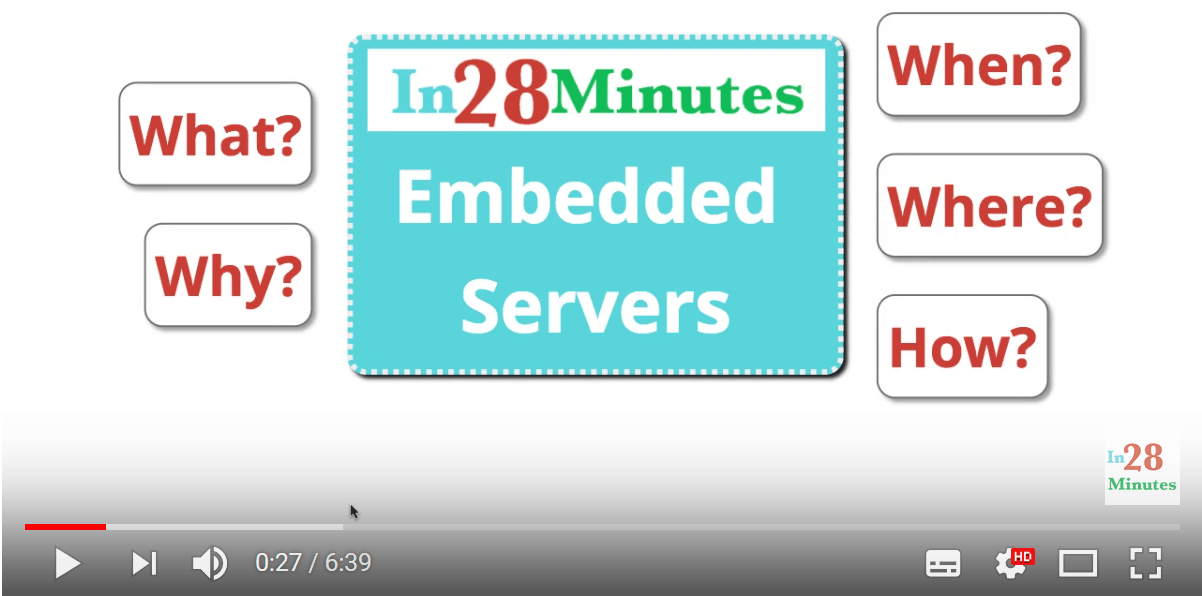 What?
Why?
In28Minutes
Embedded
Servers
When?
Where?
How?
In28
Minutes
0:27 / 6:39
HD